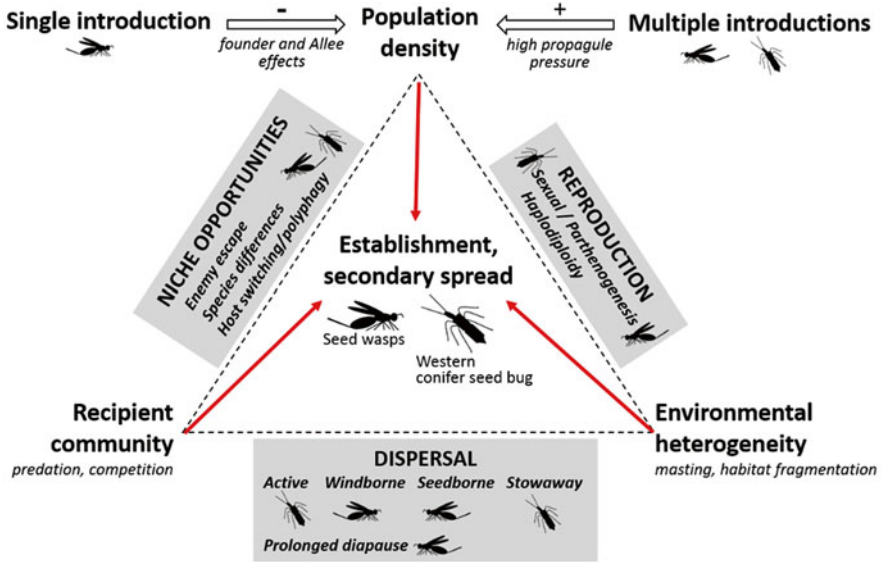 Single introduction
-
founder and Allee
effects
Population
density
+
high propagule
pressure
Multiple introductions
NICHE OPPORTUNITIES
Enemy escape
Species differences
Host switching/polyphagy
REPRODUCTION
Sexual / Parthenogenesis
Haplodiploidy
Establishment,
secondary spread
Seed wasps
Western
conifer seed bug
Recipient
community
predation, competition
Environmental
heterogeneity
masting, habitat fragmentation
DISPERSAL
Active Windborne Seedborne Stowaway
Prolonged diapause